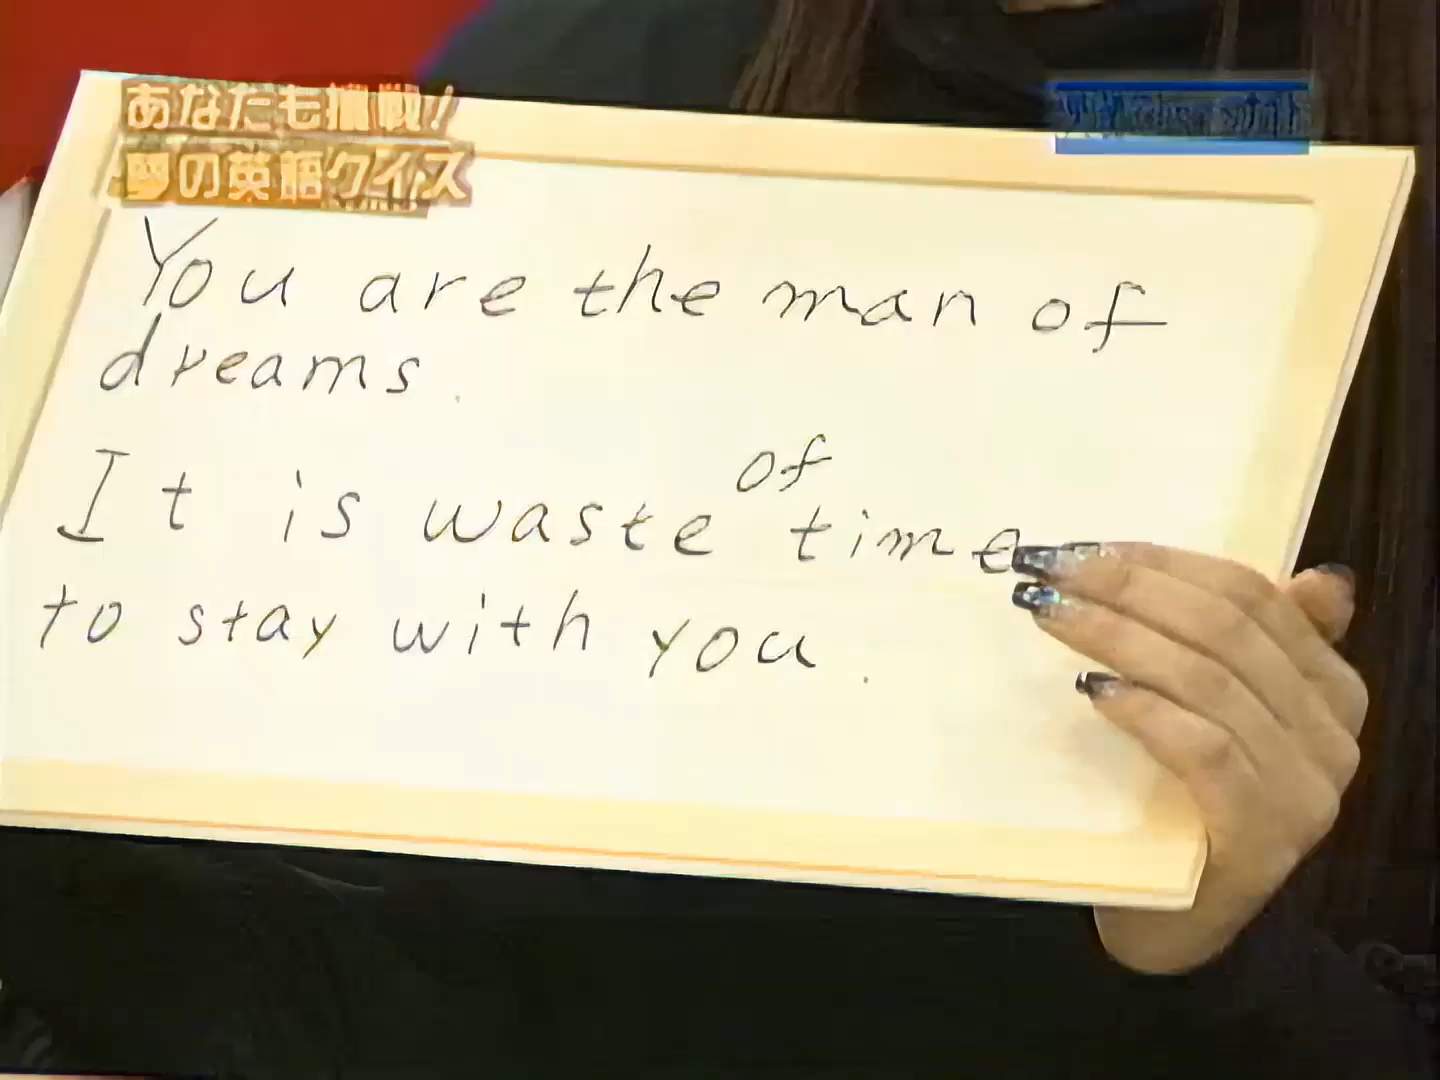 あなたも挑戦!
夢の英語クイズ
You are the man of
dreams.
It is waste of time
to stay with you.